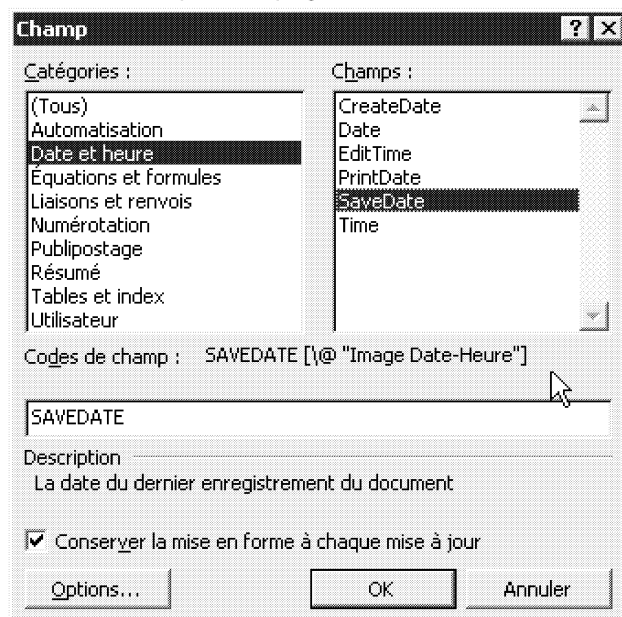 Champ
Catégories :
(Tous)
Automatisation
Date et heure
Équations et formules
Liaisons et renvois
Numérotation
Publipostage
Résumé
Tables et index
Utilisateur
Champs :
CreateDate
Date
EditTime
PrintDate
SaveDate
Time
Codes de champ : SAVEDATE [\@ "Image Date-Heure"]
SAVEDATE
Description
La date du dernier enregistrement du document
Conserver la mise en forme à chaque mise à jour
Options... OK Annuler